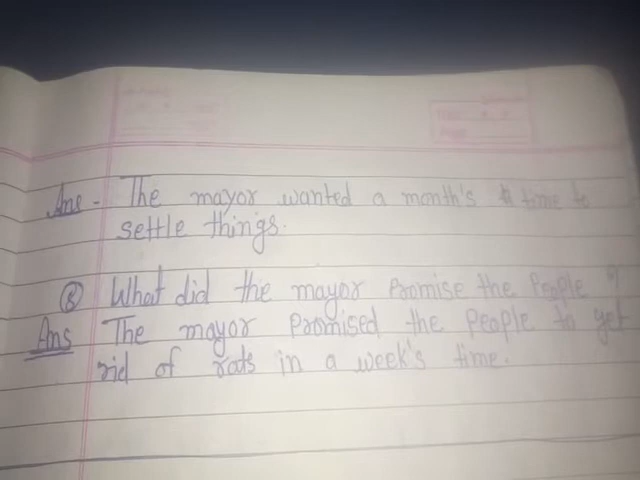 Ans - The mayor wanted a month's time to
settle things.
③ What did the mayor Promise the People ?
Ans The mayor Promised the People to get
rid of rats in a week's time.